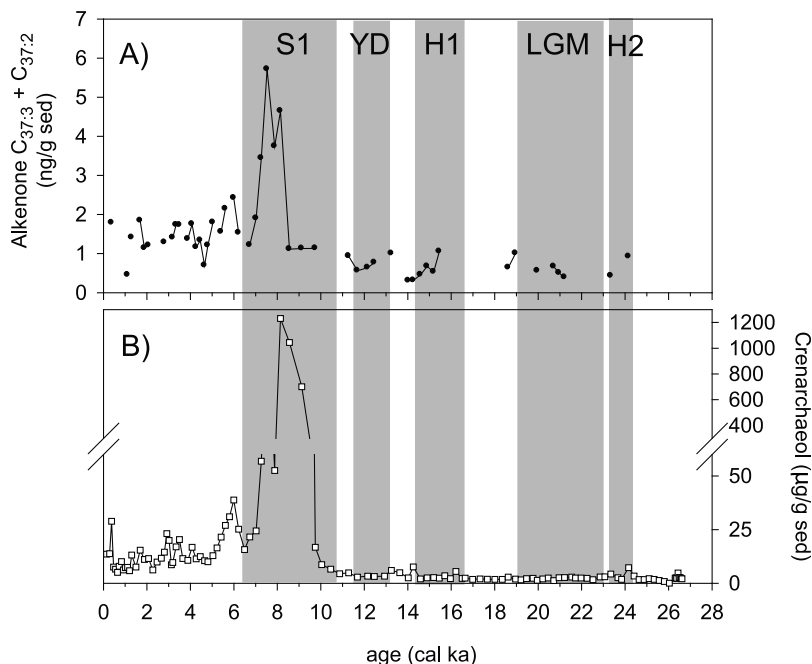 7
6
5
4
3
2
1
0
Alkenone C37:3 + C37:2
(ng/g sed)
A)
S1
YD
H1
LGM
H2
B)
1200
1000
800
600
400
50
25
0
Crenarchaeol (µg/g sed)
0 2 4 6 8 10 12 14 16 18 20 22 24 26 28
age (cal ka)